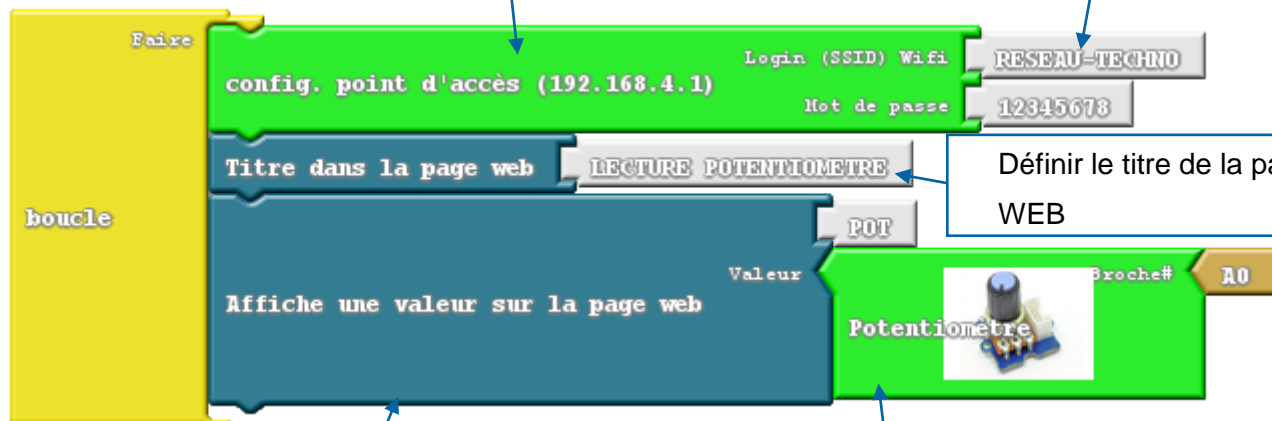 Faire
Login (SSID) Wifi
RESEAU-TECHNO
config. point d'accès (192.168.4.1)
Mot de passe
12345678
Titre dans la page web
LECTURE POTENTIOMETRE
Définir le titre de la pa
WEB
boucle
POT
Valeur
Broche#
A0
Affiche une valeur sur la page web
Potentiomètre